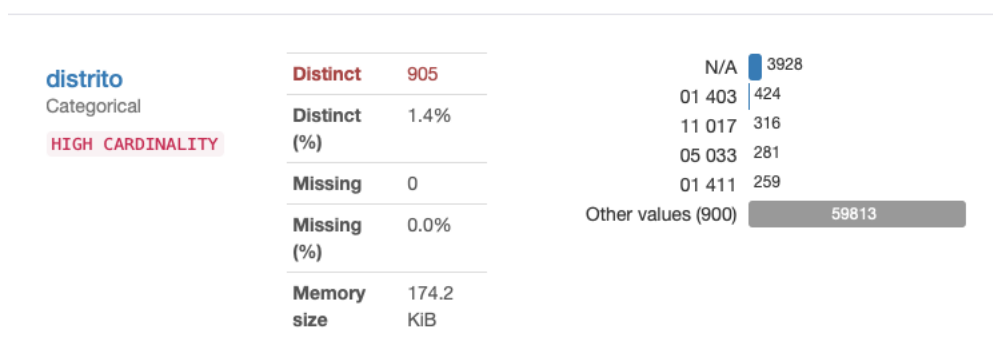 distrito
Categorical
HIGH CARDINALITY
Distinct 905
Distinct (%) 1.4%
Missing 0
Missing (%) 0.0%
Memory size 174.2 KiB
N/A 3928
01 403 424
11 017 316
05 033 281
01 411 259
Other values (900) 59813